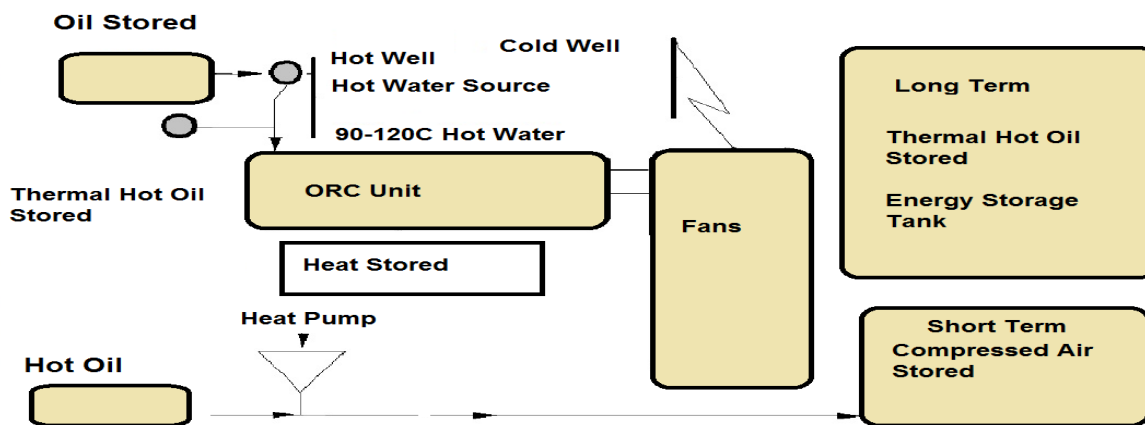 Oil Stored
Hot Well
Hot Water Source
Cold Well
90-120C Hot Water
Thermal Hot Oil
Stored
ORC Unit
Heat Stored
Fans
Heat Pump
Hot Oil
Long Term
Thermal Hot Oil
Stored
Energy Storage
Tank
Short Term
Compressed Air
Stored